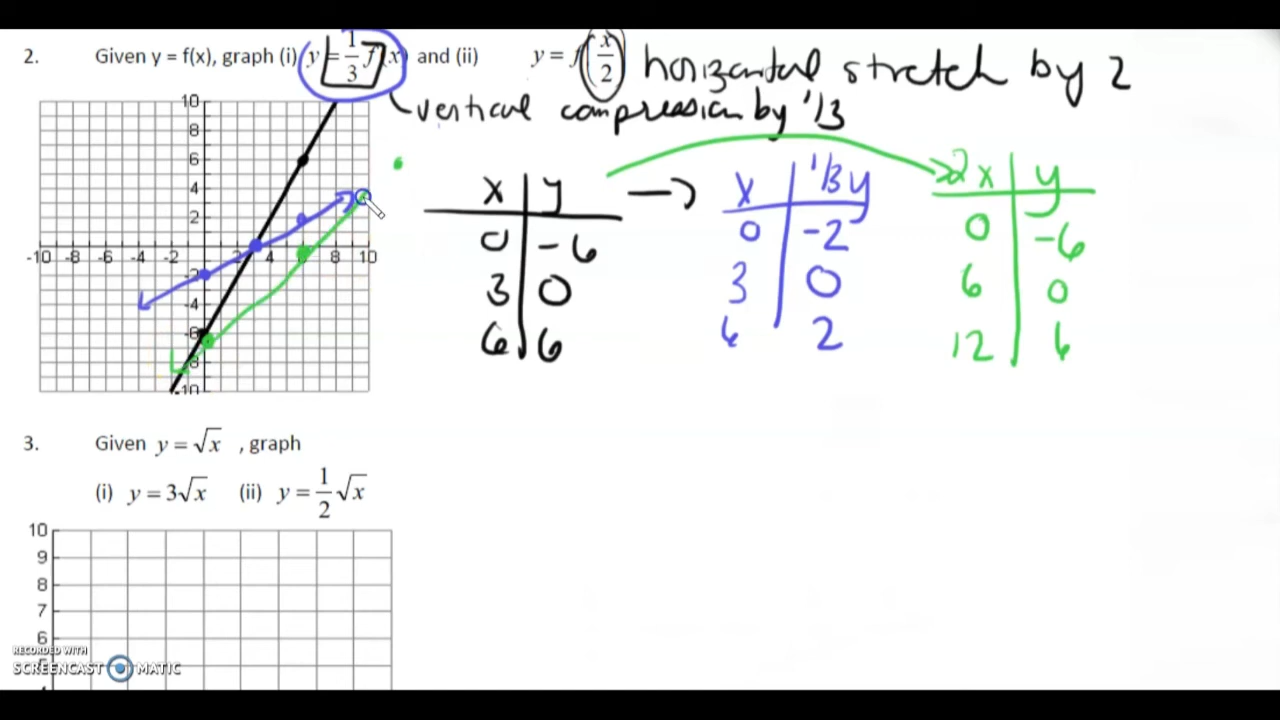 2. Given y = f(x), graph (i) y = 1/3 f(x) and (ii) y = f(x/2) horizontal stretch by 2
vertical compression by 1/3
10
8
6
4
2
-10 -8 -6 -4 -2 2 4 8 10
-2
-4
-6
-8
-10
x y → x 1/3 y 2x y
0 -6 0 -2 0 -6
3 0 3 0 6 0
6 6 6 2 12 6
3. Given y = √x , graph
(i) y = 3√x (ii) y = 1/2 √x
10
9
8
7
6
RECORDED WITH
SCREENCAST MATIC